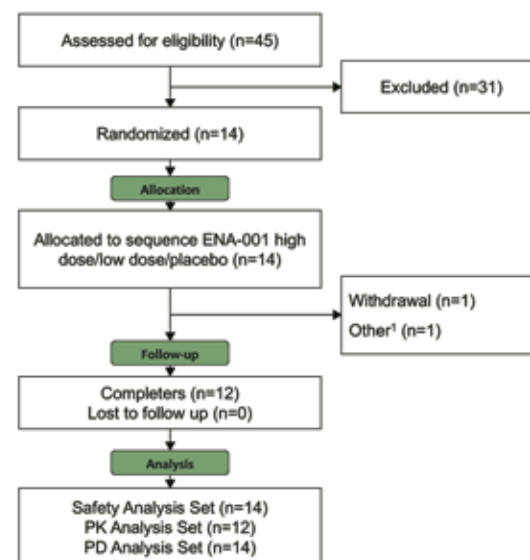 Assessed for eligibility (n=45)
Excluded (n=31)
Randomized (n=14)
Allocation
Allocated to sequence ENA-001 high
dose/low dose/placebo (n=14)
Withdrawal (n=1)
Other¹ (n=1)
Follow-up
Completers (n=12)
Lost to follow up (n=0)
Analysis
Safety Analysis Set (n=14)
PK Analysis Set (n=12)
PD Analysis Set (n=14)